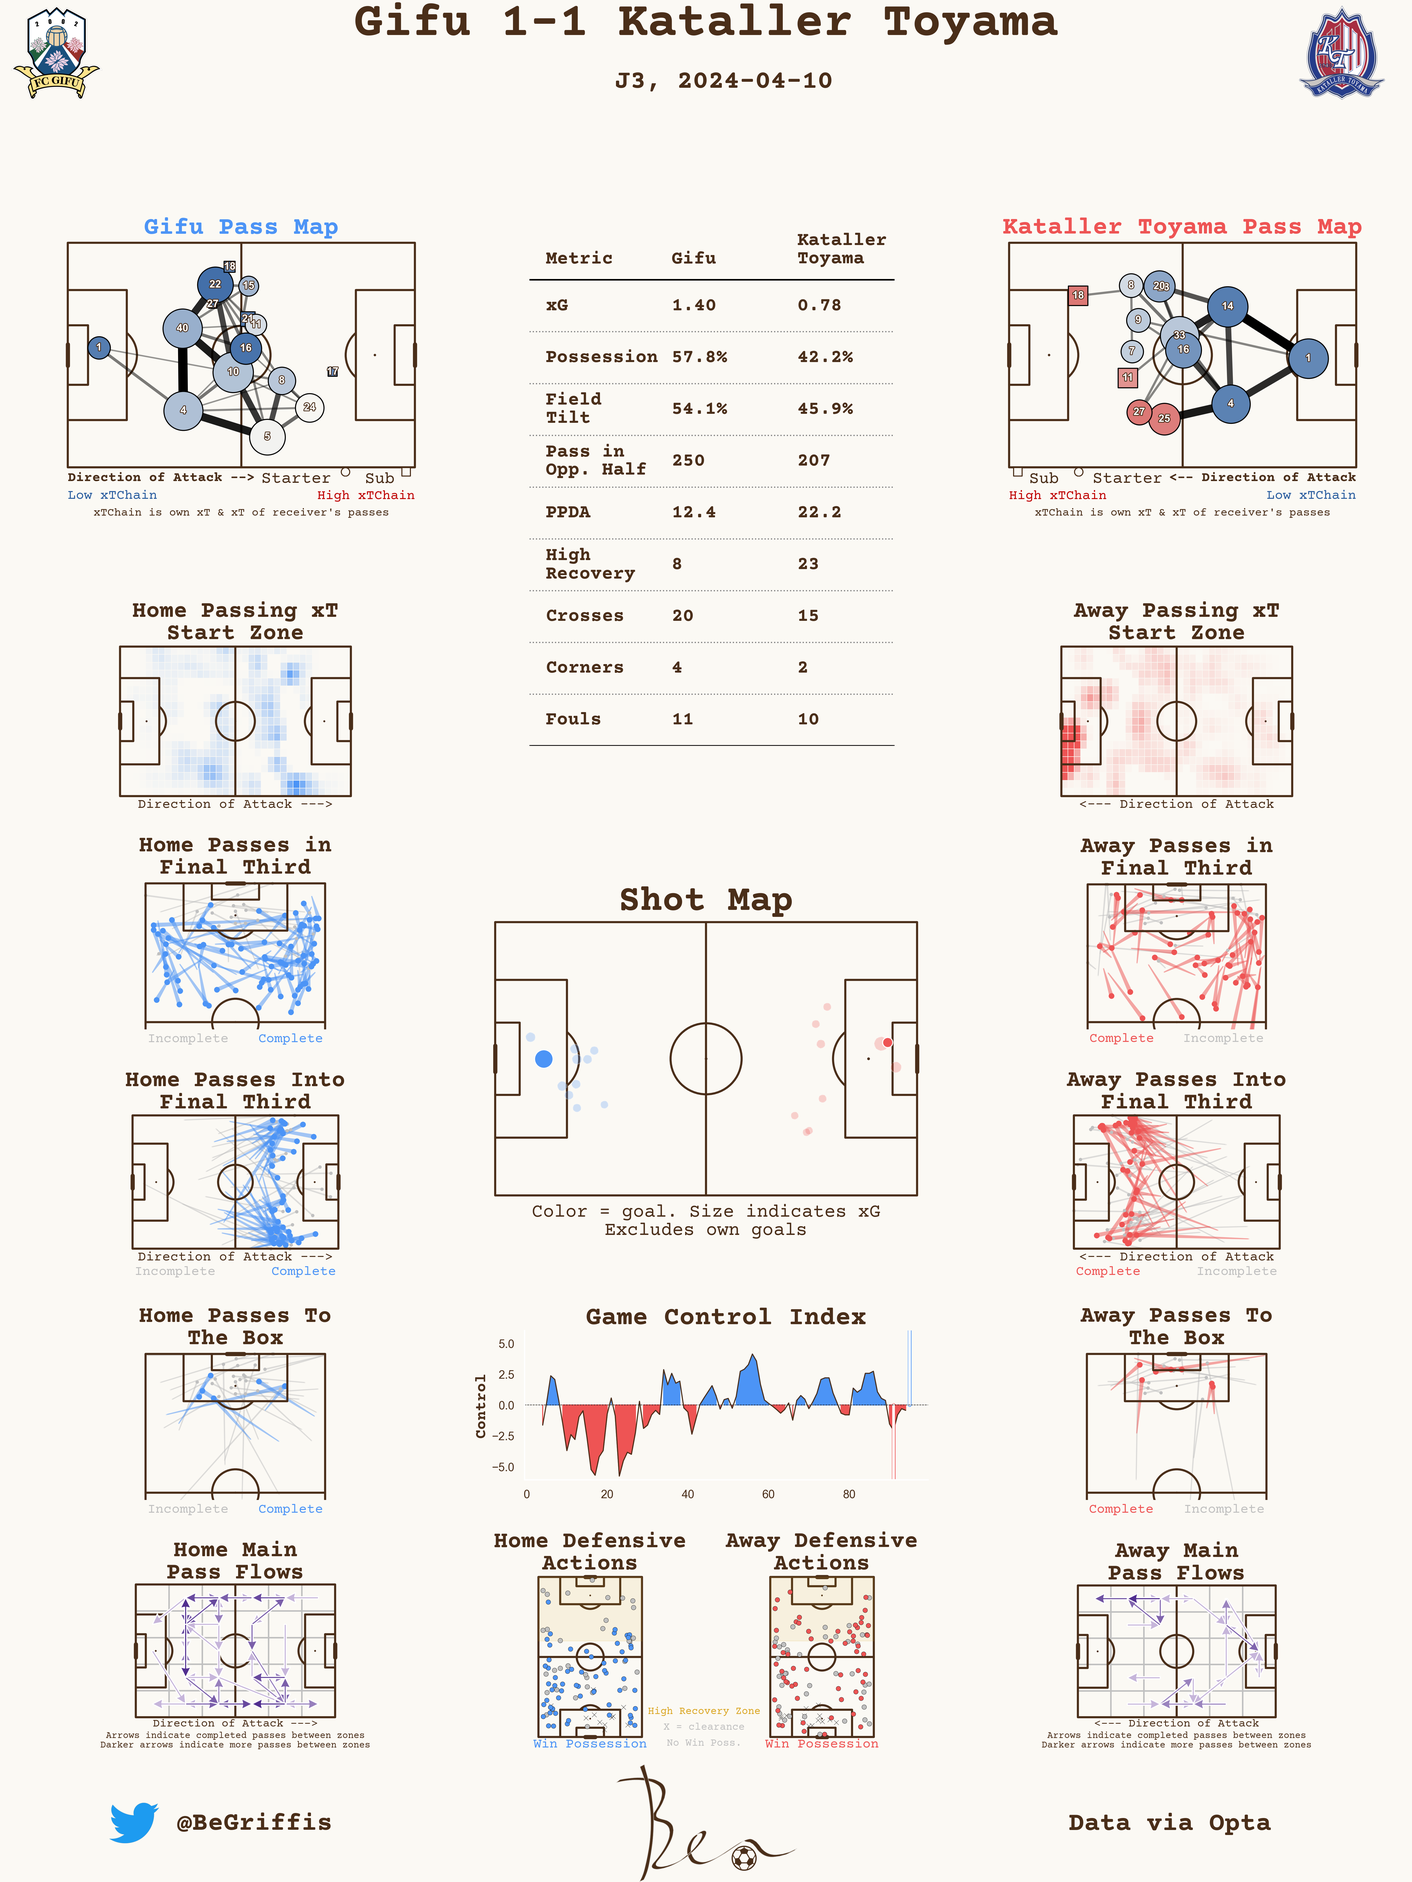 Gifu 1-1 Kataller Toyama
J3, 2024-04-10
FC GIFU
KATALLER TOYAMA
Gifu Pass Map
18
22
15
27
40
11
1
16
10
17
8
4
24
5
Direction of Attack --> Starter Sub
Low xTChain High xTChain
xTChain is own xT & xT of receiver's passes
Metric Gifu Kataller
Toyama
xG 1.40 0.78
Possession 57.8% 42.2%
Field
Tilt 54.1% 45.9%
Pass in
Opp. Half 250 207
PPDA 12.4 22.2
High
Recovery 8 23
Crosses 20 15
Corners 4 2
Fouls 11 10
Kataller Toyama Pass Map
8
20
18
14
9
33
7
16
1
11
27
25
4
Sub Starter <-- Direction of Attack
High xTChain Low xTChain
xTChain is own xT & xT of receiver's passes
Home Passing xT
Start Zone
Direction of Attack --->
Away Passing xT
Start Zone
<--- Direction of Attack
Home Passes in
Final Third
Incomplete Complete
Away Passes in
Final Third
Complete Incomplete
Shot Map
Color = goal. Size indicates xG
Excludes own goals
Home Passes Into
Final Third
Direction of Attack --->
Incomplete Complete
Away Passes Into
Final Third
<--- Direction of Attack
Complete Incomplete
Home Passes To
The Box
Incomplete Complete
Game Control Index
Control
5.0
2.5
0.0
−2.5
−5.0
0 20 40 60 80
Away Passes To
The Box
Complete Incomplete
Home Main
Pass Flows
Direction of Attack --->
Arrows indicate completed passes between zones
Darker arrows indicate more passes between zones
Home Defensive
Actions
Win Possession
High Recovery Zone
X = clearance
No Win Poss.
Away Defensive
Actions
Win Possession
Away Main
Pass Flows
<--- Direction of Attack
Arrows indicate completed passes between zones
Darker arrows indicate more passes between zones
@BeGriffis
Ben
Data via Opta